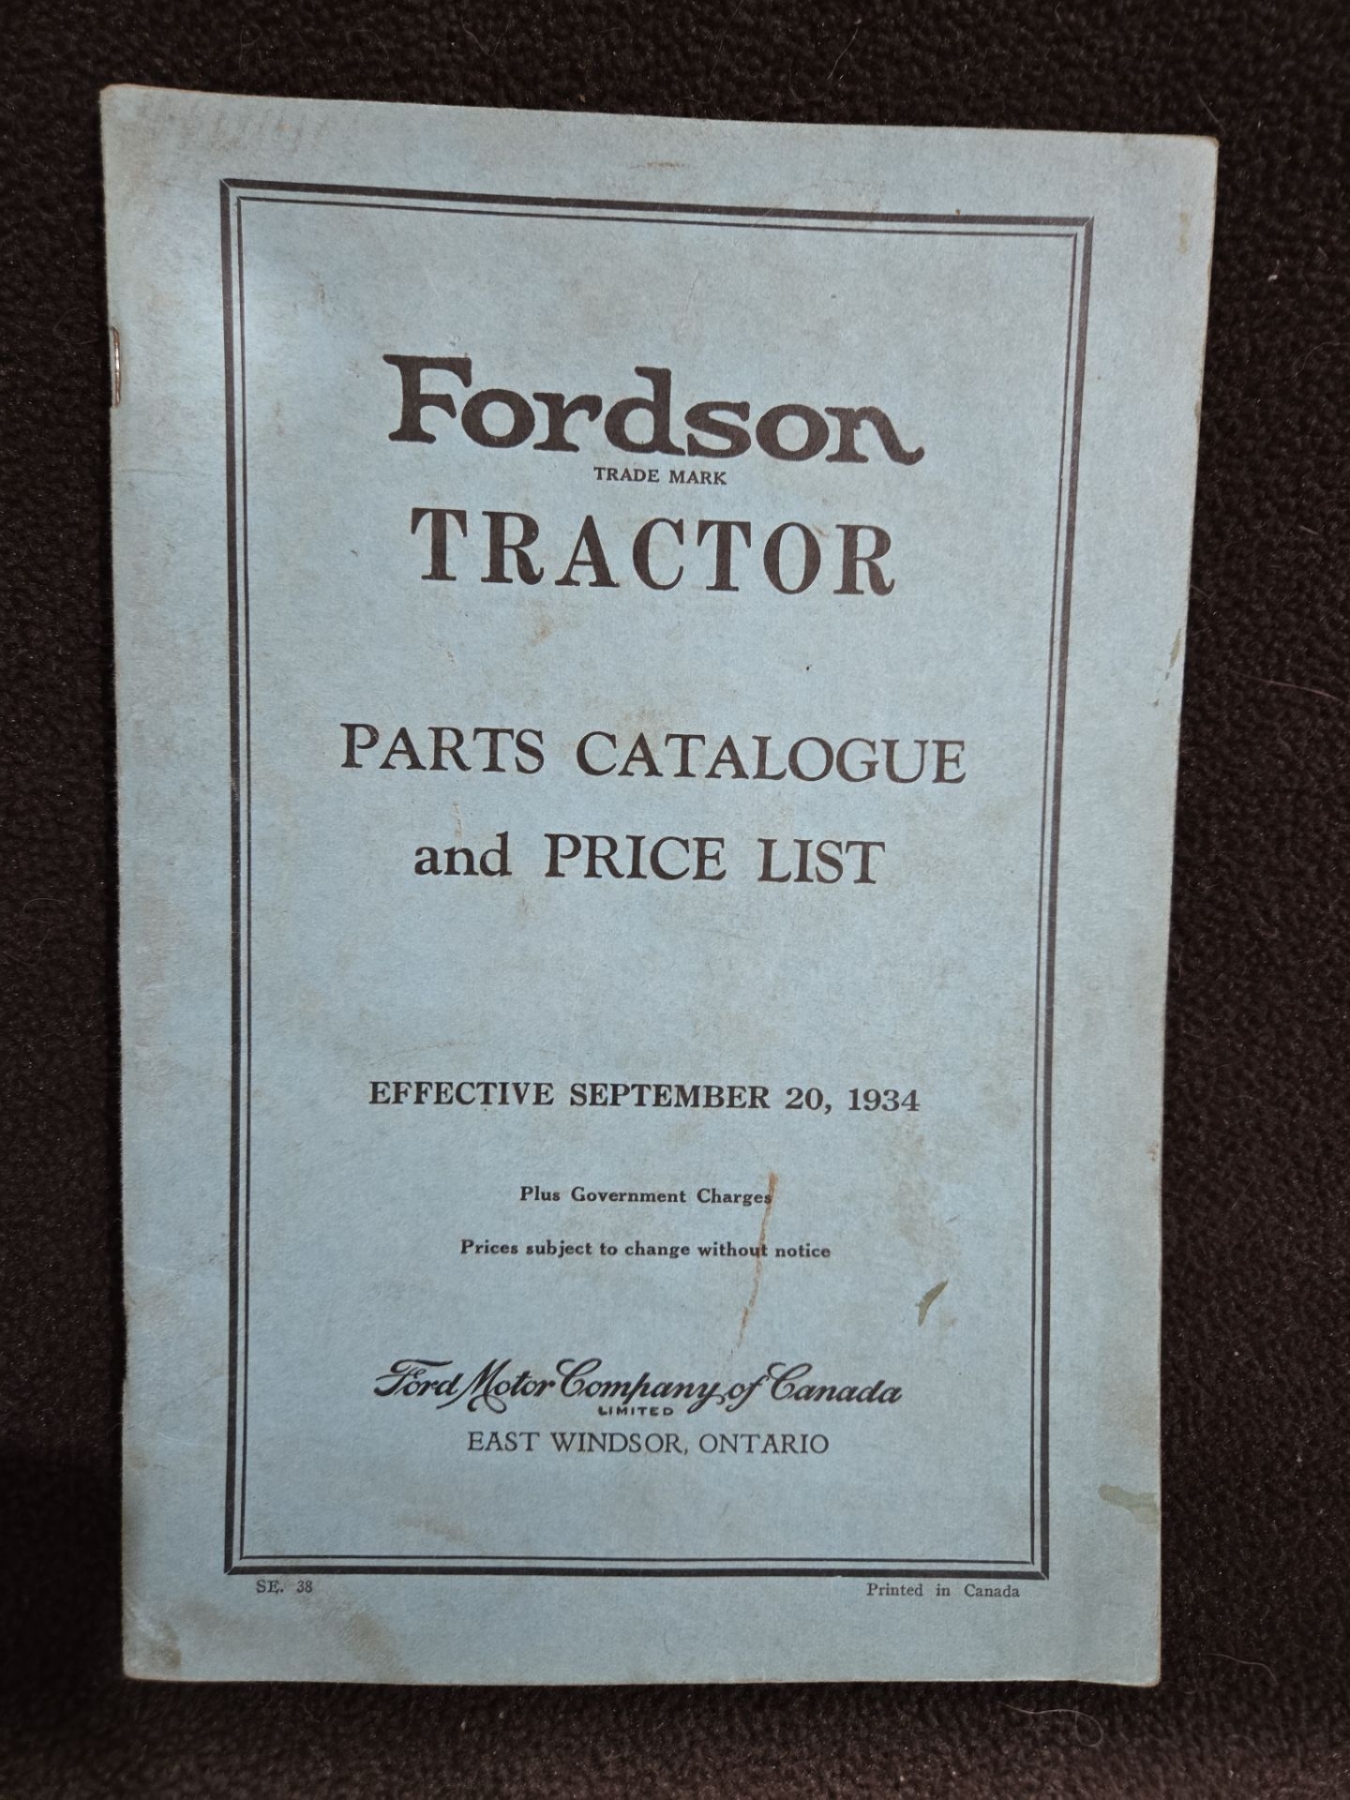 Fordson
TRADE MARK
TRACTOR
PARTS CATALOGUE
and PRICE LIST
EFFECTIVE SEPTEMBER 20, 1934
Plus Government Charges
Prices subject to change without notice
Ford Motor Company of Canada
LIMITED
EAST WINDSOR, ONTARIO
SE. 38 Printed in Canada